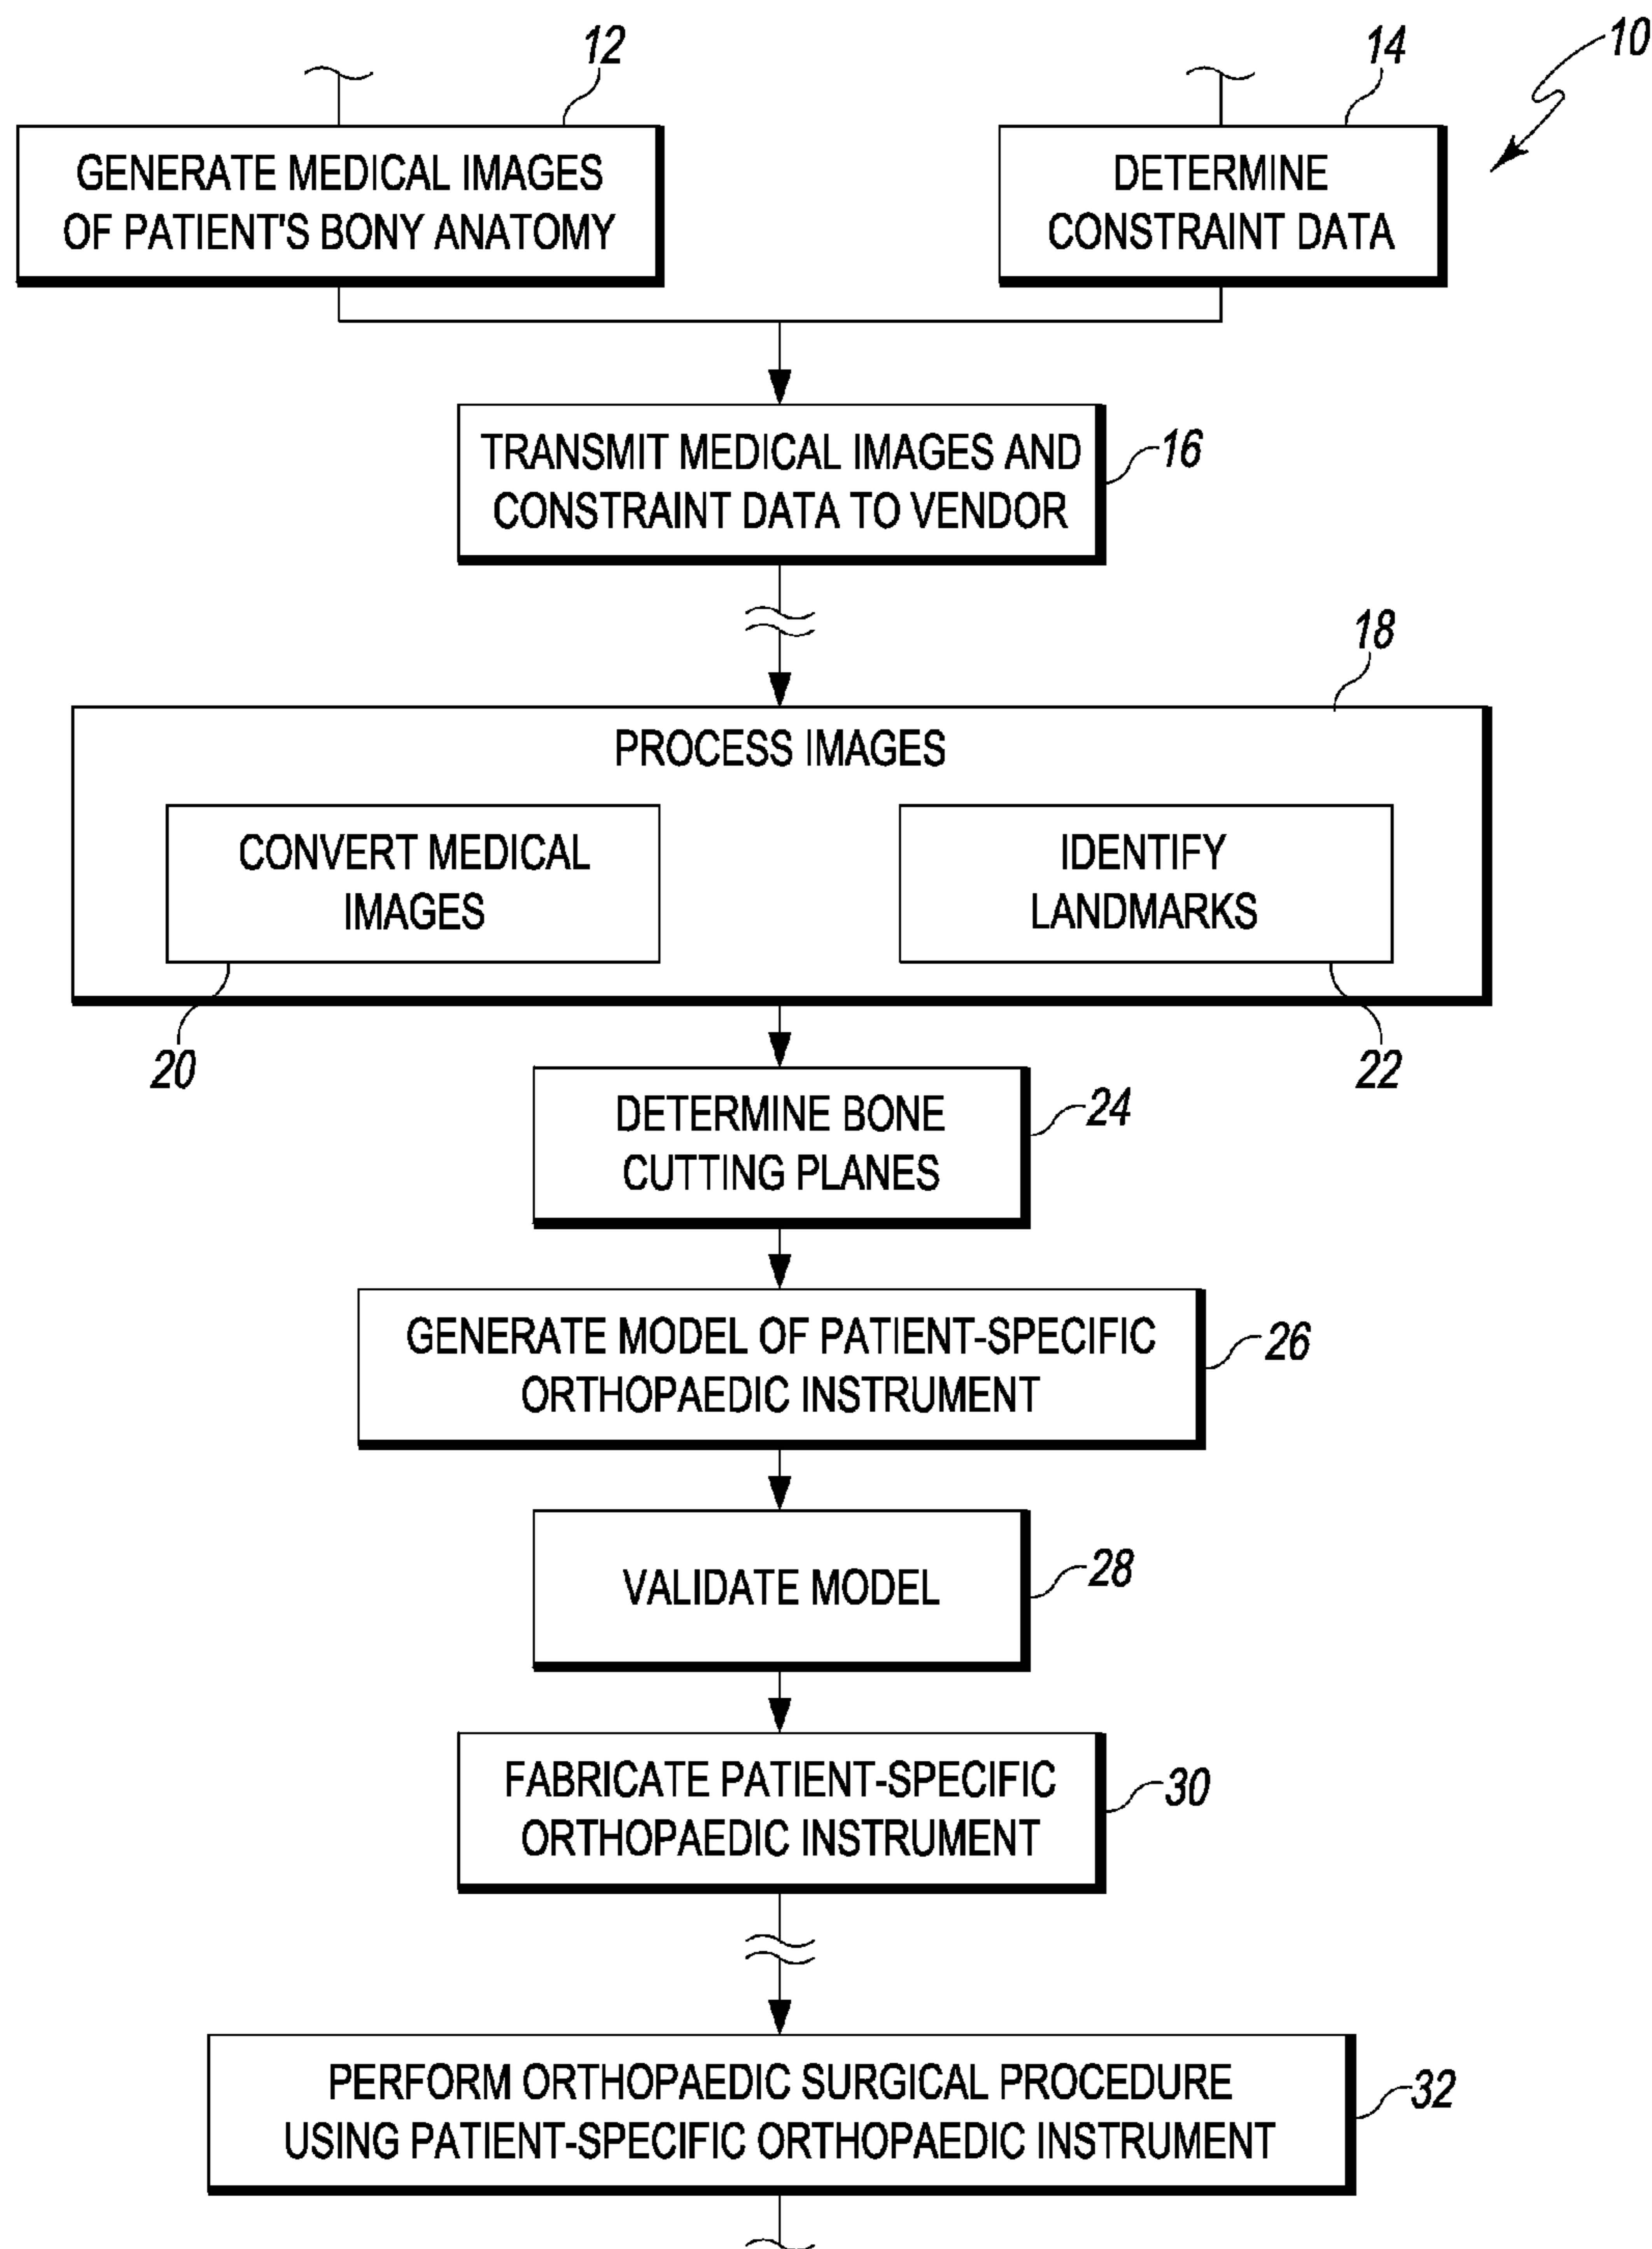 10
12
14
GENERATE MEDICAL IMAGES
OF PATIENT'S BONY ANATOMY
DETERMINE
CONSTRAINT DATA
TRANSMIT MEDICAL IMAGES AND
CONSTRAINT DATA TO VENDOR
16
18
PROCESS IMAGES
CONVERT MEDICAL
IMAGES
IDENTIFY
LANDMARKS
20
22
DETERMINE BONE
CUTTING PLANES
24
GENERATE MODEL OF PATIENT-SPECIFIC
ORTHOPAEDIC INSTRUMENT
26
VALIDATE MODEL
28
FABRICATE PATIENT-SPECIFIC
ORTHOPAEDIC INSTRUMENT
30
PERFORM ORTHOPAEDIC SURGICAL PROCEDURE
USING PATIENT-SPECIFIC ORTHOPAEDIC INSTRUMENT
32